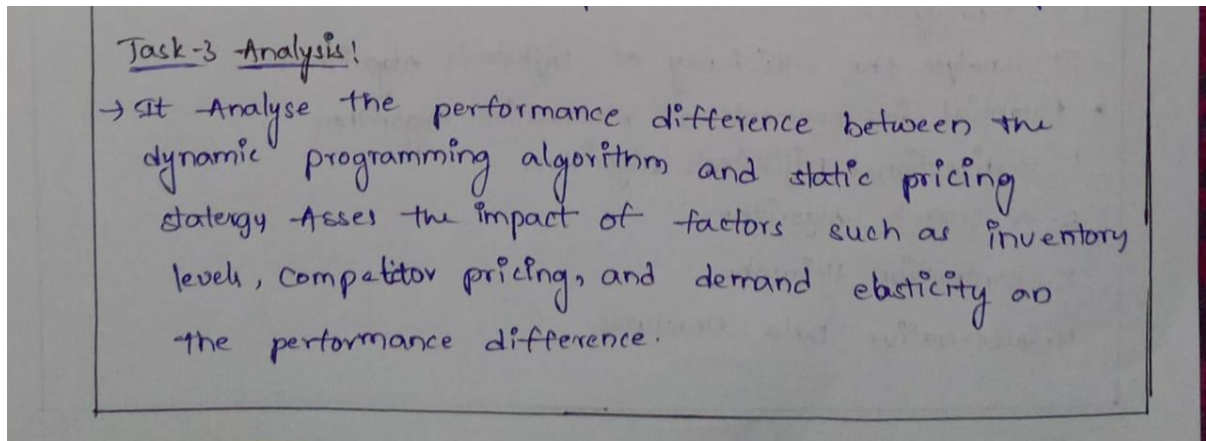 Task-3 Analysis!
→ It Analyse the performance difference between the
dynamic programming algorithm and static pricing
statergy Asses the impact of factors such as inventory
levels, competitor pricing, and demand elasticity on
the performance difference.